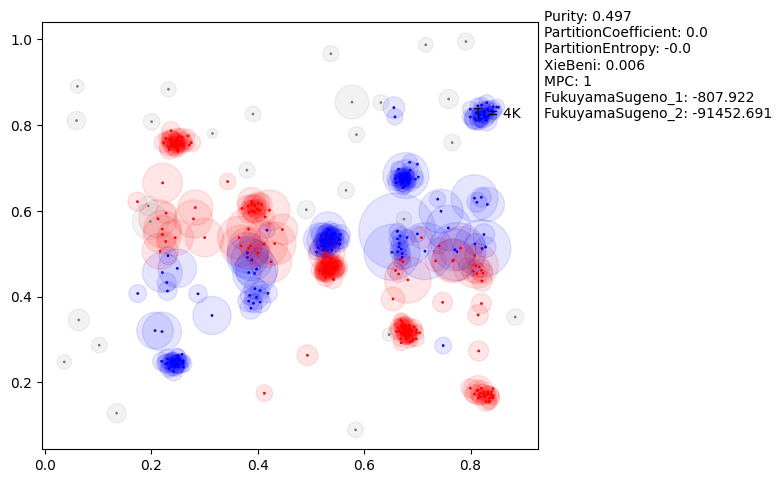 Purity: 0.497
PartitionCoefficient: 0.0
PartitionEntropy: -0.0
XieBeni: 0.006
MPC: 1
FukuyamaSugeno_1: -807.922
FukuyamaSugeno_2: -91452.691
T = 4K
1.0
0.8
0.6
0.4
0.2
0.0 0.2 0.4 0.6 0.8